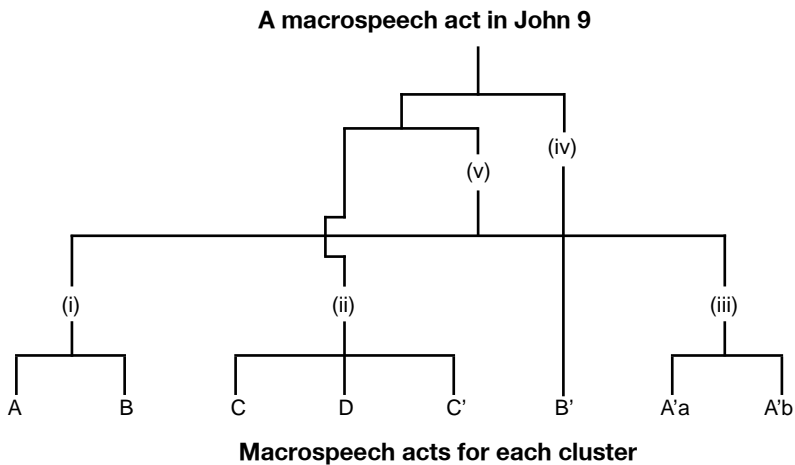 A macrospeech act in John 9
(iv)
(v)
(i) (ii) (iii)
A B C D C' B' A'a A'b
Macrospeech acts for each cluster